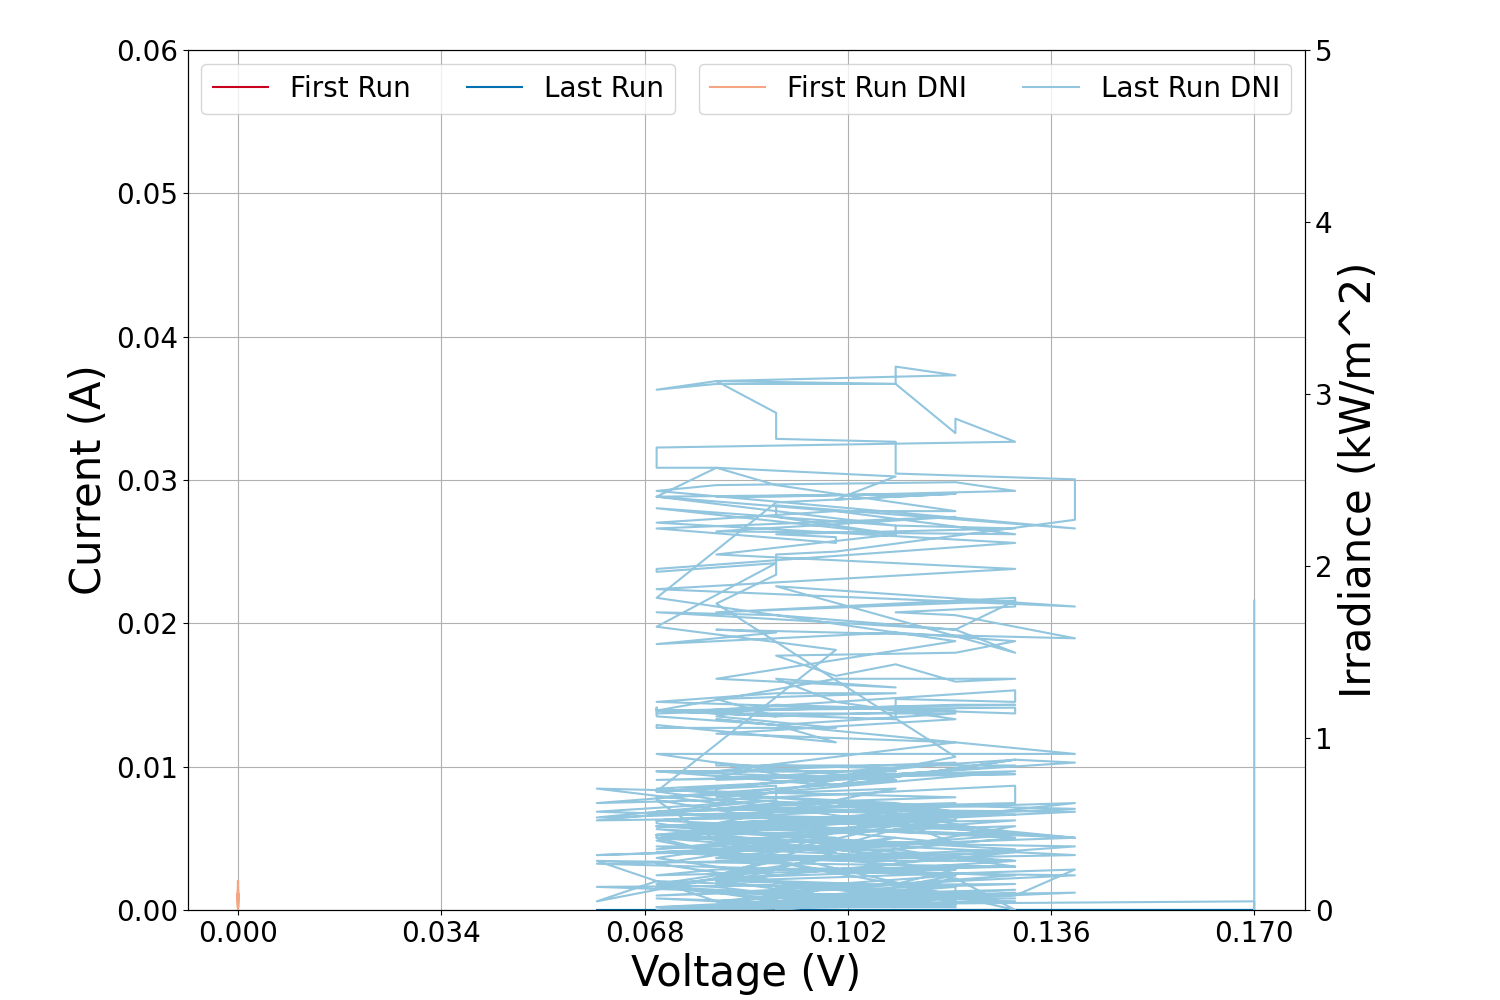 First Run
Last Run
First Run DNI
Last Run DNI
0.06
0.05
0.04
0.03
0.02
0.01
0.00
Current (A)
5
4
3
2
1
0
Irradiance (kW/m^2)
0.000
0.034
0.068
0.102
0.136
0.170
Voltage (V)